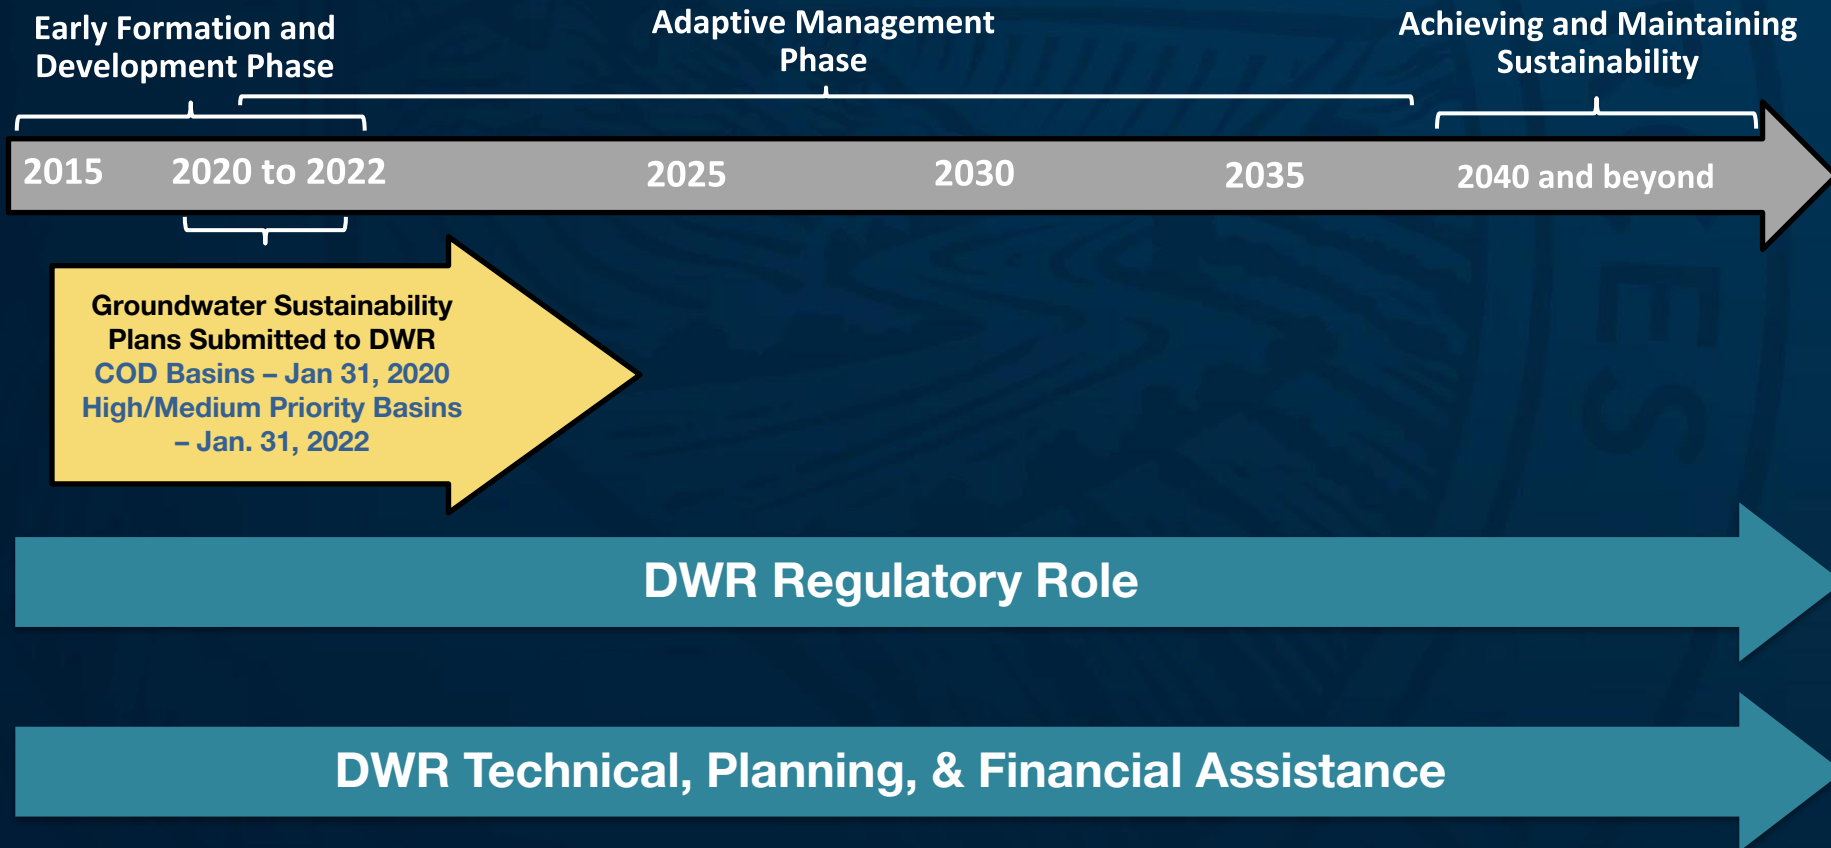 Early Formation and
Development Phase
Adaptive Management
Phase
Achieving and Maintaining
Sustainability
2015
2020 to 2022
2025
2030
2035
2040 and beyond
Groundwater Sustainability
Plans Submitted to DWR
COD Basins – Jan 31, 2020
High/Medium Priority Basins
– Jan. 31, 2022
DWR Regulatory Role
DWR Technical, Planning, & Financial Assistance